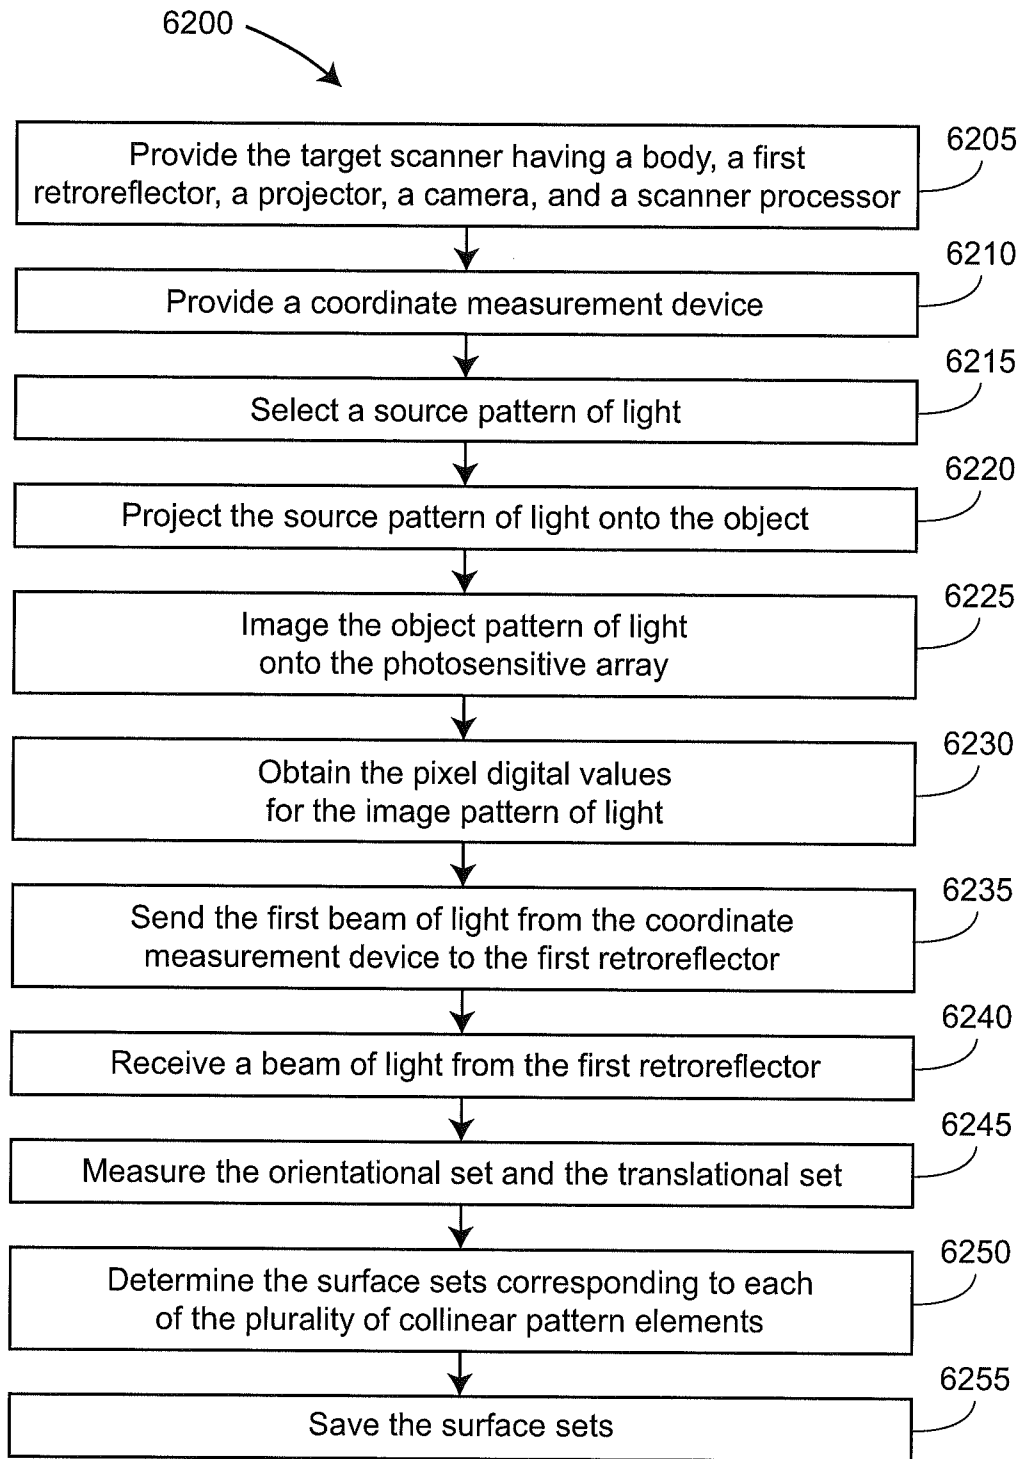 6200
Provide the target scanner having a body, a first
retroreflector, a projector, a camera, and a scanner processor
6205
Provide a coordinate measurement device
6210
Select a source pattern of light
6215
Project the source pattern of light onto the object
6220
Image the object pattern of light
onto the photosensitive array
6225
Obtain the pixel digital values
for the image pattern of light
6230
Send the first beam of light from the coordinate
measurement device to the first retroreflector
6235
Receive a beam of light from the first retroreflector
6240
Measure the orientational set and the translational set
6245
Determine the surface sets corresponding to each
of the plurality of collinear pattern elements
6250
Save the surface sets
6255